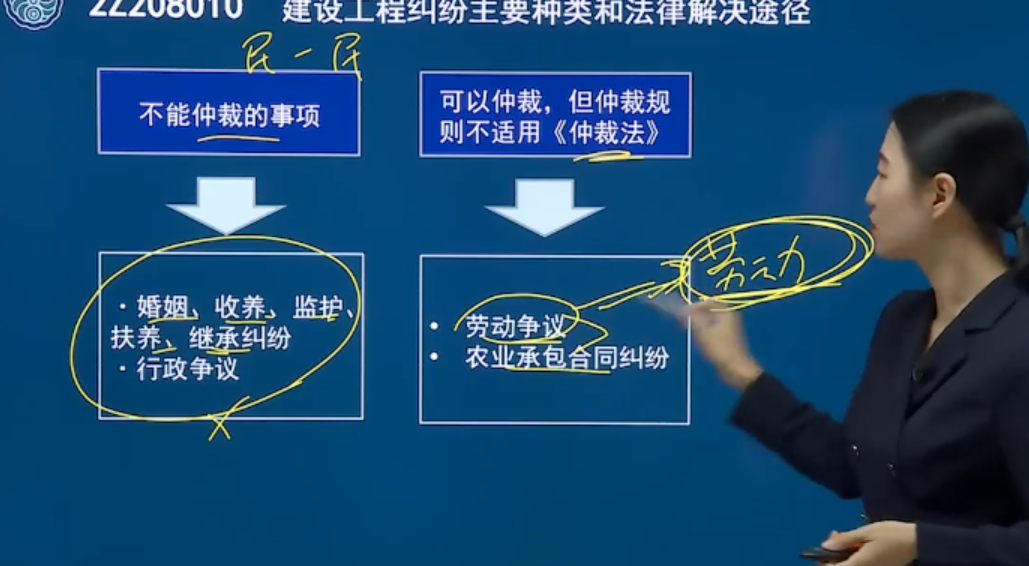 2Z208010 建设工程纠纷主要种类和法律解决途径
民一民
不能仲裁的事项
可以仲裁，但仲裁规
则不适用《仲裁法》
·婚姻、收养、监护、
扶养、继承纠纷
·行政争议
• 劳动争议
• 农业承包合同纠纷
劳动